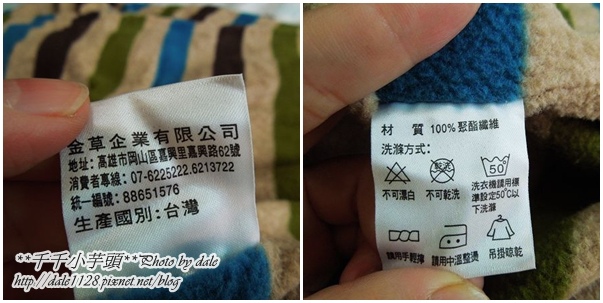 金草企業有限公司
地址:高雄市岡山區嘉興里嘉興路62號
消費者專線:07-6225222.6213722
統一編號:88651576
生產國別:台灣
**千千小芋頭**Photo by dale
http://dale1128.pixnet.net/blog
材 質 100%聚酯纖維
洗滌方式:
乾洗
50
不可漂白
不可乾洗
洗衣機請用標
準設定50℃以
下洗滌
請用手輕擰
請用中溫整燙
吊掛晾乾